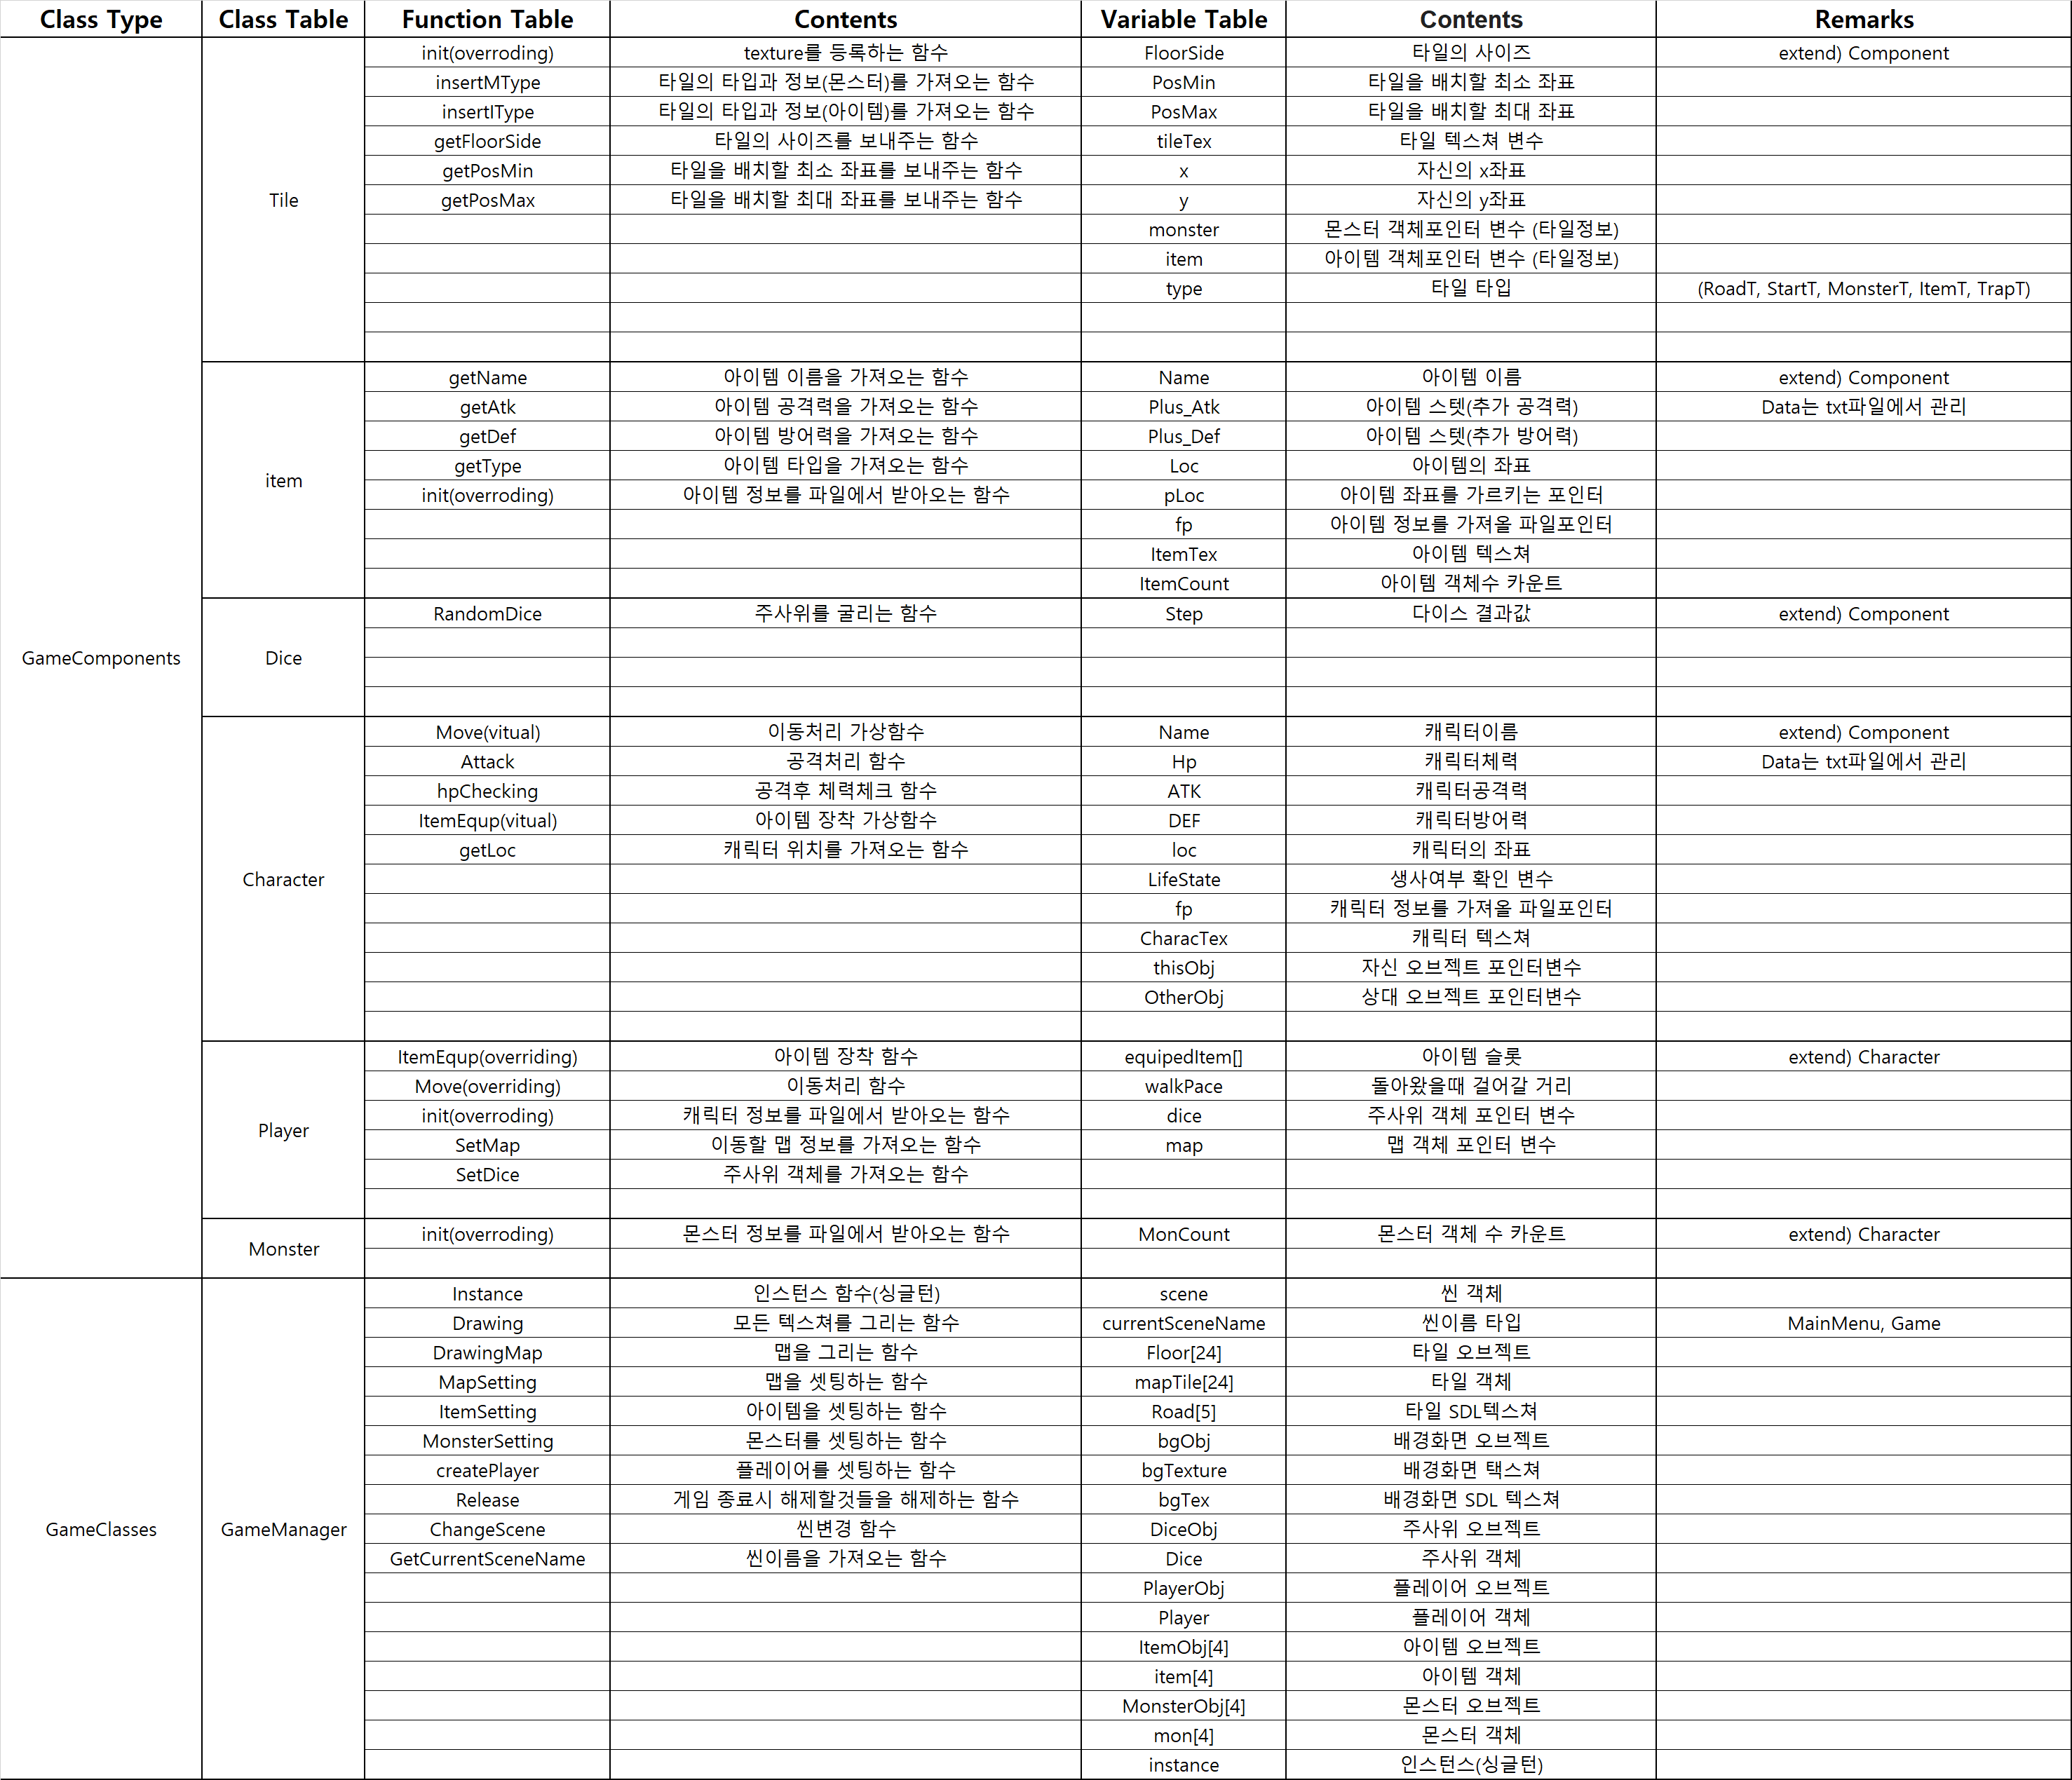 Class Type Class Table Function Table Contents Variable Table Contents Remarks
init(overroding) texture를 등록하는 함수 FloorSide 타일의 사이즈 extend) Component
insertMType 타일의 타입과 정보(몬스터)를 가져오는 함수 PosMin 타일을 배치할 최소 좌표
insertIType 타일의 타입과 정보(아이템)를 가져오는 함수 PosMax 타일을 배치할 최대 좌표
getFloorSide 타일의 사이즈를 보내주는 함수 tileTex 타일 텍스쳐 변수
getPosMin 타일을 배치할 최소 좌표를 보내주는 함수 x 자신의 x좌표
Tile getPosMax 타일을 배치할 최대 좌표를 보내주는 함수 y 자신의 y좌표
monster 몬스터 객체포인터 변수 (타일정보)
item 아이템 객체포인터 변수 (타일정보)
type 타일 타입 (RoadT, StartT, MonsterT, ItemT, TrapT)
getName 아이템 이름을 가져오는 함수 Name 아이템 이름 extend) Component
getAtk 아이템 공격력을 가져오는 함수 Plus_Atk 아이템 스텟(추가 공격력) Data는 txt파일에서 관리
getDef 아이템 방어력을 가져오는 함수 Plus_Def 아이템 스텟(추가 방어력)
getType 아이템 타입을 가져오는 함수 Loc 아이템의 좌표
item init(overroding) 아이템 정보를 파일에서 받아오는 함수 pLoc 아이템 좌표를 가르키는 포인터
fp 아이템 정보를 가져올 파일포인터
ItemTex 아이템 텍스쳐
ItemCount 아이템 객체수 카운트
RandomDice 주사위를 굴리는 함수 Step 다이스 결과값 extend) Component
GameComponents Dice
Move(vitual) 이동처리 가상함수 Name 캐릭터이름 extend) Component
Attack 공격처리 함수 Hp 캐릭터체력 Data는 txt파일에서 관리
hpChecking 공격후 체력체크 함수 ATK 캐릭터공격력
ItemEqup(vitual) 아이템 장착 가상함수 DEF 캐릭터방어력
getLoc 캐릭터 위치를 가져오는 함수 loc 캐릭터의 좌표
Character LifeState 생사여부 확인 변수
fp 캐릭터 정보를 가져올 파일포인터
CharacTex 캐릭터 텍스쳐
thisObj 자신 오브젝트 포인터변수
OtherObj 상대 오브젝트 포인터변수
ItemEqup(overriding) 아이템 장착 함수 equipedItem[] 아이템 슬롯 extend) Character
Move(overriding) 이동처리 함수 walkPace 돌아왔을때 걸어갈 거리
init(overroding) 캐릭터 정보를 파일에서 받아오는 함수 dice 주사위 객체 포인터 변수
Player SetMap 이동할 맵 정보를 가져오는 함수 map 맵 객체 포인터 변수
SetDice 주사위 객체를 가져오는 함수
init(overroding) 몬스터 정보를 파일에서 받아오는 함수 MonCount 몬스터 객체 수 카운트 extend) Character
Monster
Instance 인스턴스 함수(싱글턴) scene 씬 객체
Drawing 모든 텍스쳐를 그리는 함수 currentSceneName 씬이름 타입 MainMenu, Game
DrawingMap 맵을 그리는 함수 Floor[24] 타일 오브젝트
MapSetting 맵을 셋팅하는 함수 mapTile[24] 타일 객체
ItemSetting 아이템을 셋팅하는 함수 Road[5] 타일 SDL텍스쳐
MonsterSetting 몬스터를 셋팅하는 함수 bgObj 배경화면 오브젝트
createPlayer 플레이어를 셋팅하는 함수 bgTexture 배경화면 택스쳐
Release 게임 종료시 해제할것들을 해제하는 함수 bgTex 배경화면 SDL 텍스쳐
GameClasses GameManager ChangeScene 씬변경 함수 DiceObj 주사위 오브젝트
GetCurrentSceneName 씬이름을 가져오는 함수 Dice 주사위 객체
PlayerObj 플레이어 오브젝트
Player 플레이어 객체
ItemObj[4] 아이템 오브젝트
item[4] 아이템 객체
MonsterObj[4] 몬스터 오브젝트
mon[4] 몬스터 객체
instance 인스턴스(싱글턴)